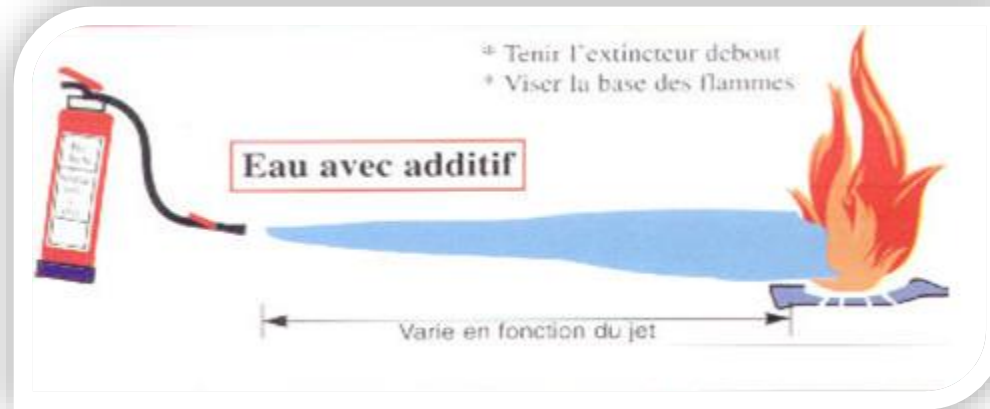 * Tenir l'extincteur debout
* Viser la base des flammes
Eau avec additif
Varie en fonction du jet